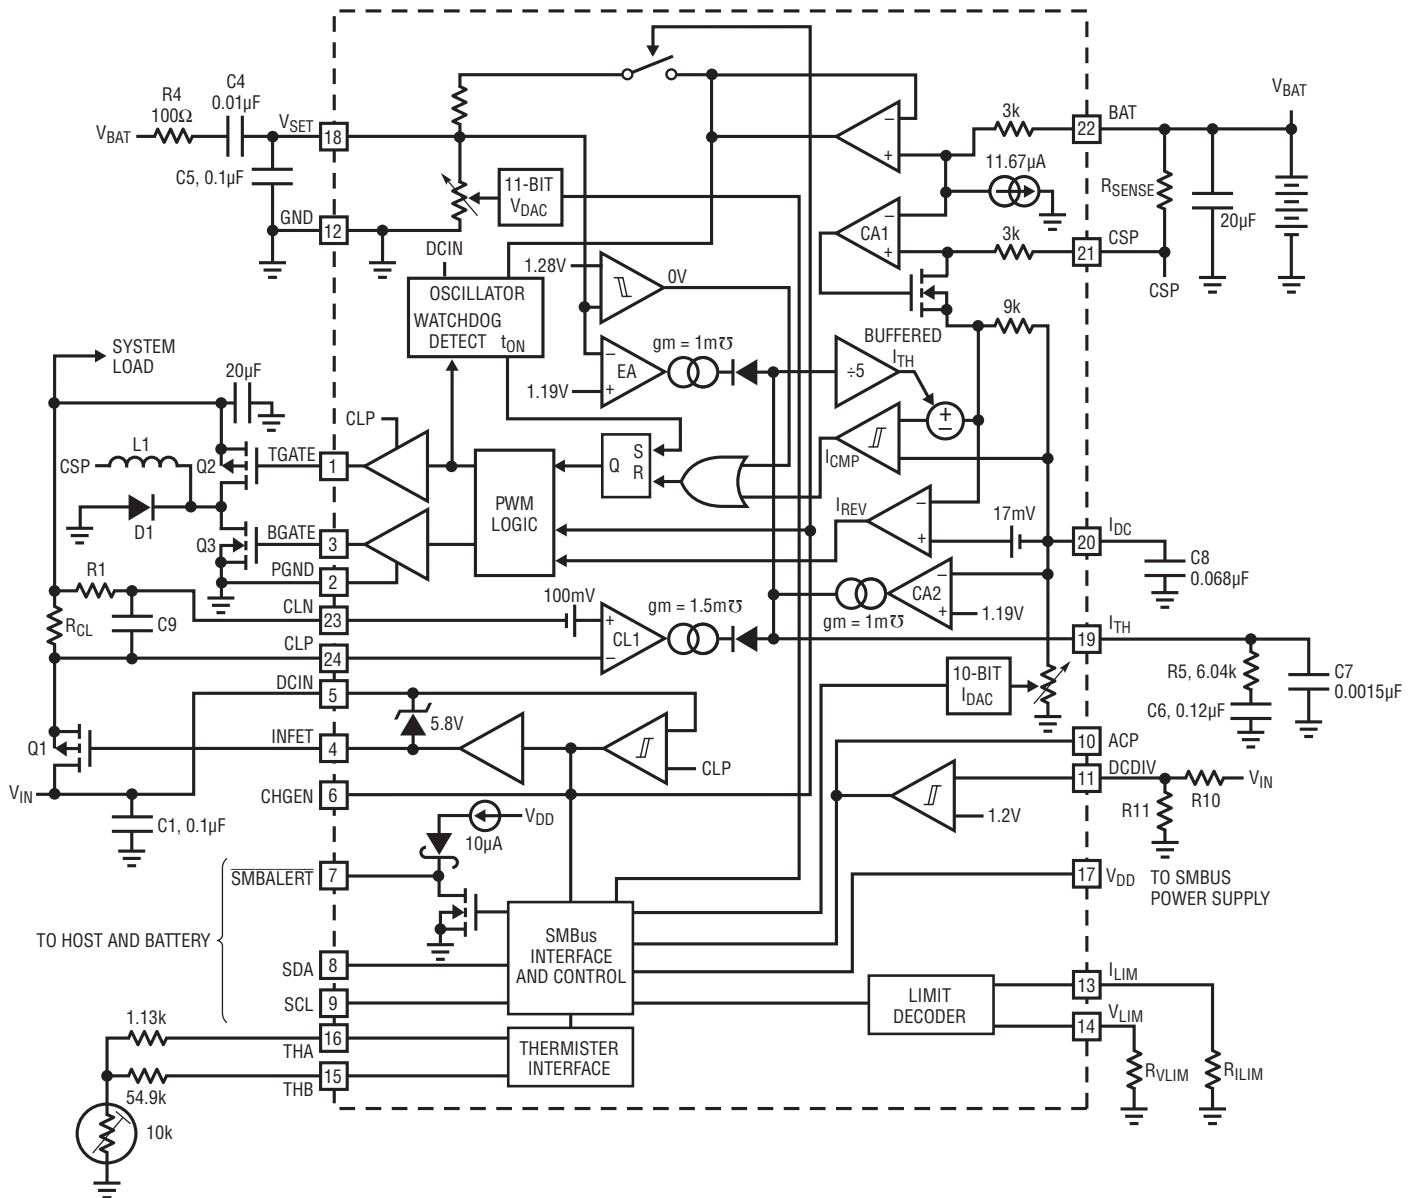 R4
100Ω
C4
0.01µF
VBAT
VSET
18
C5, 0.1µF
GND
12
11-BIT
VDAC
DCIN
OSCILLATOR
WATCHDOG
DETECT tON
1.28V
0V
EA
gm = 1m℧
1.19V
–
+
–
+
3k
22
BAT
VBAT
11.67µA
RSENSE
20µF
–
CA1
+
3k
21
CSP
CSP
9k
BUFFERED
ITH
÷5
+
–
ICMP
SYSTEM
LOAD
20µF
CLP
L1
CSP
Q2
TGATE
1
D1
Q3
BGATE
3
PGND
2
PWM
LOGIC
S
Q
R
IREV
–
+
17mV
20
IDC
C8
0.068µF
R1
CLN
23
RCL
C9
CLP
24
100mV
+
CL1
–
gm = 1.5m℧
gm = 1m℧
–
CA2
+
1.19V
19
ITH
R5, 6.04k
C7
0.0015µF
C6, 0.12µF
10-BIT
IDAC
DCIN
5
5.8V
INFET
4
Q1
VIN
CLP
CHGEN
6
C1, 0.1µF
10
ACP
11
DCDIV
VIN
R10
R11
1.2V
VDD
10µA
SMBALERT
7
17
VDD
TO SMBUS
POWER SUPPLY
TO HOST AND BATTERY
SDA
8
SCL
9
SMBus
INTERFACE
AND CONTROL
LIMIT
DECODER
13
ILIM
14
VLIM
RVLIM
RILIM
1.13k
16
THA
THERMISTER
INTERFACE
15
THB
54.9k
10k